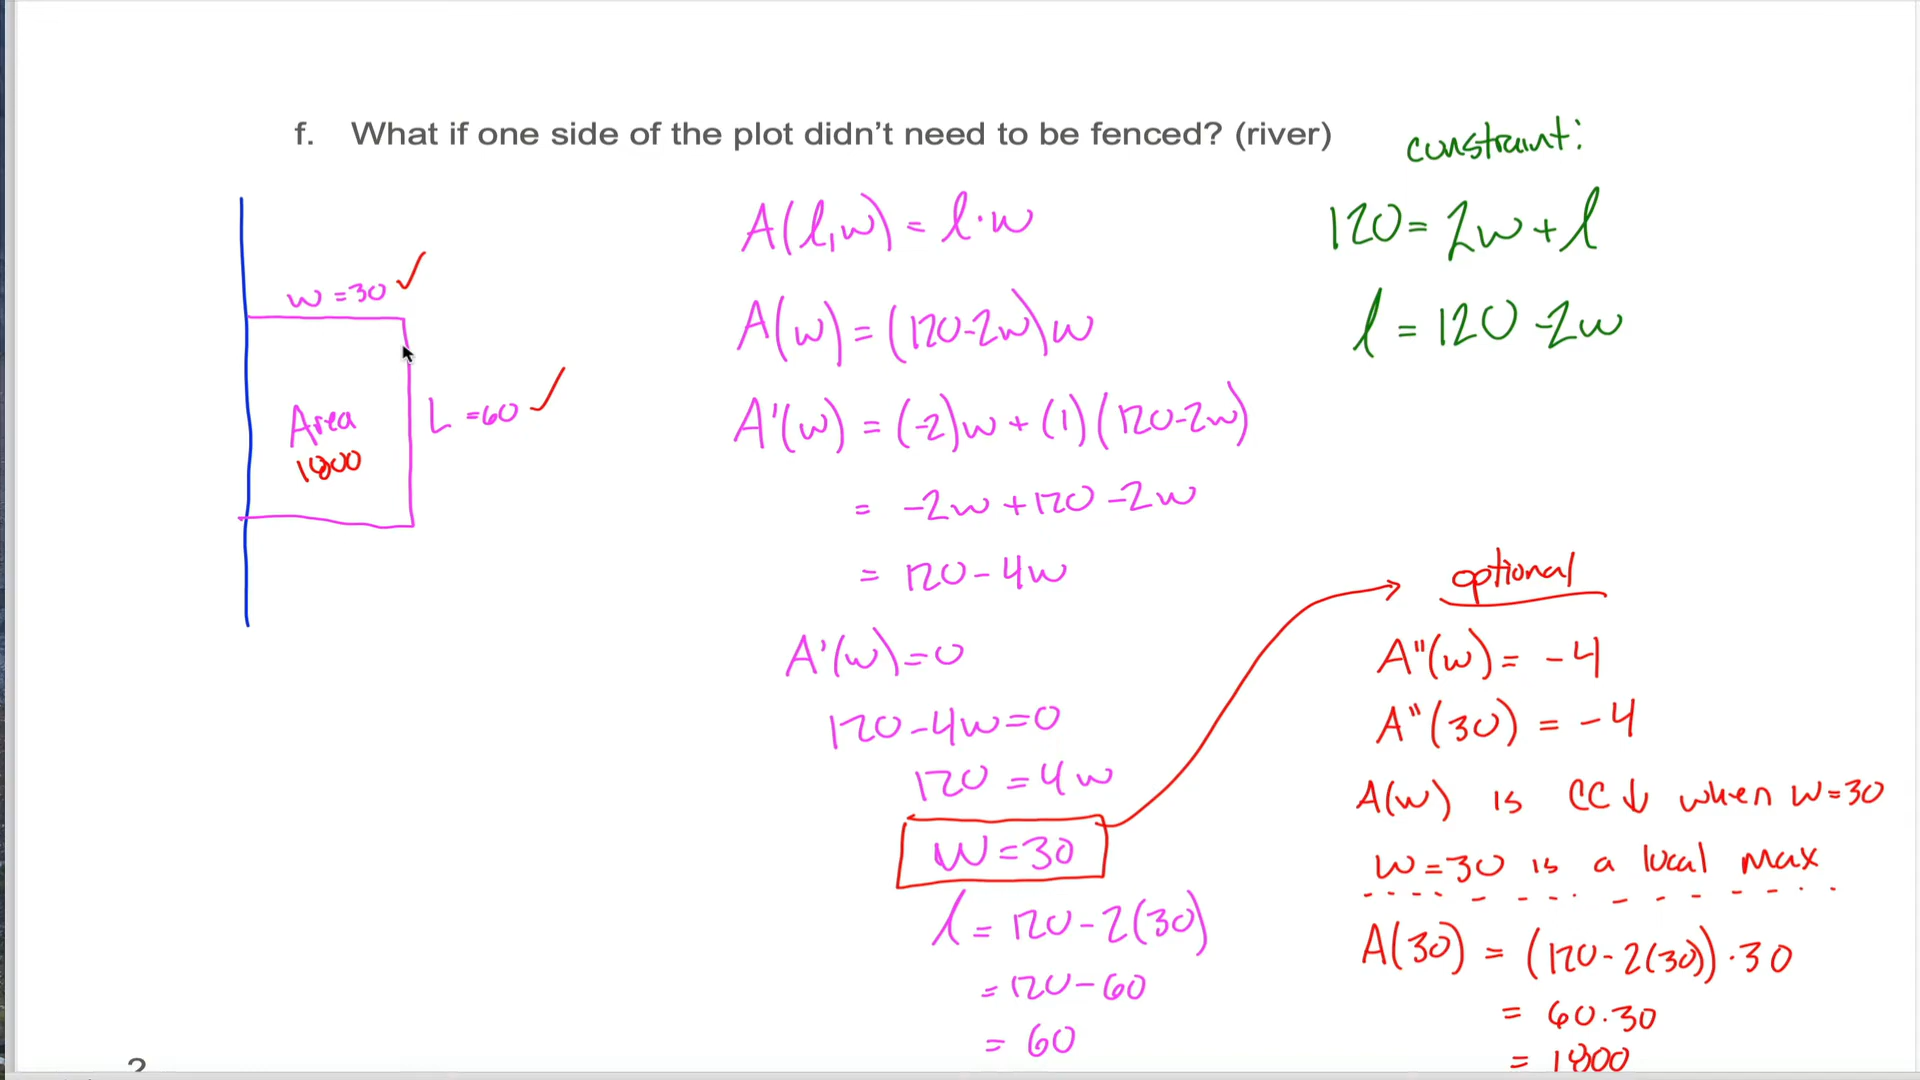 f. What if one side of the plot didn't need to be fenced? (river)
constraint:
120 = 2w + l
l = 120 - 2w
w = 30 ✓
L = 60 ✓
Area
1800
A(l,w) = l·w
A(w) = (120-2w)w
A'(w) = (-2)w + (1)(120-2w)
= -2w + 120 - 2w
= 120 - 4w
A'(w) = 0
120 - 4w = 0
120 = 4w
W = 30
l = 120 - 2(30)
= 120 - 60
= 60
optional
A"(w) = -4
A"(30) = -4
A(w) is CC↓ when w=30
w=30 is a local max
A(30) = (120-2(30))·30
= 60·30
= 1800